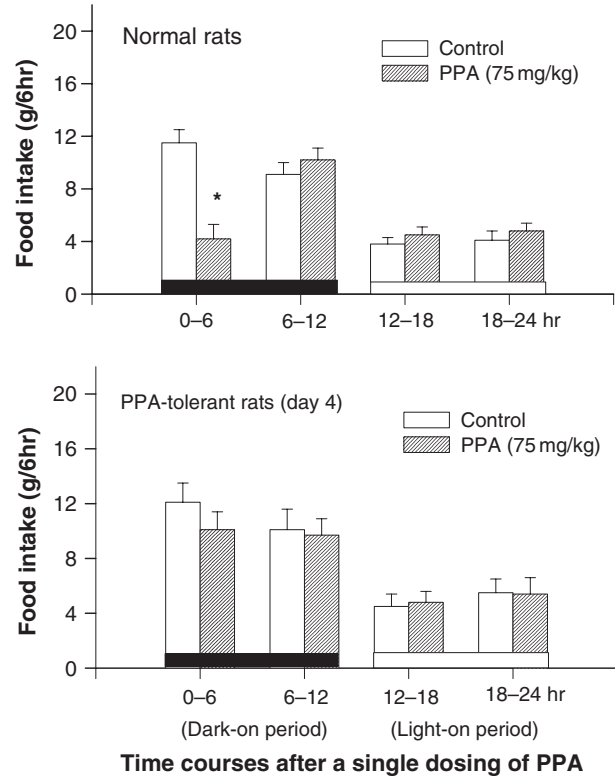 Normal rats
Control
PPA (75 mg/kg)
Food intake (g/6hr)
20
16
12
8
4
0
*
0–6
6–12
12–18
18–24 hr
PPA-tolerant rats (day 4)
Control
PPA (75 mg/kg)
Food intake (g/6hr)
20
16
12
8
4
0
0–6
6–12
12–18
18–24 hr
(Dark-on period)
(Light-on period)
Time courses after a single dosing of PPA